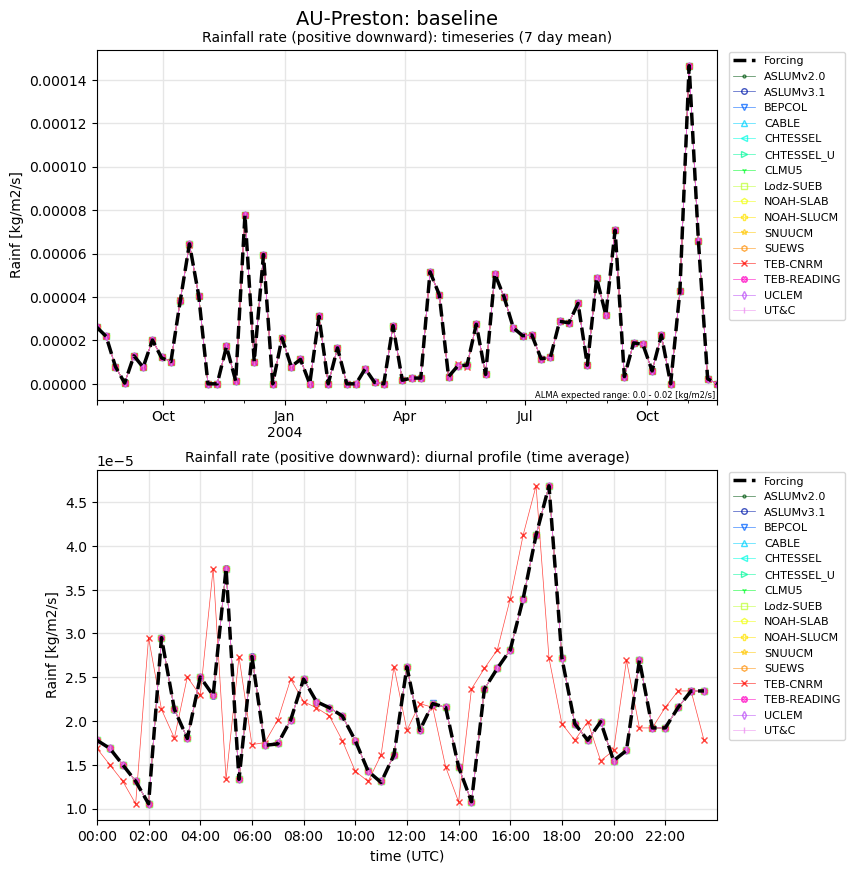 AU-Preston: baseline
Rainfall rate (positive downward): timeseries (7 day mean)
Rainf [kg/m2/s]
0.00014
0.00012
0.00010
0.00008
0.00006
0.00004
0.00002
0.00000
Oct
Jan
2004
Apr
Jul
Oct
ALMA expected range: 0.0 - 0.02 [kg/m2/s]
Forcing
ASLUMv2.0
ASLUMv3.1
BEPCOL
CABLE
CHTESSEL
CHTESSEL_U
CLMU5
Lodz-SUEB
NOAH-SLAB
NOAH-SLUCM
SNUUCM
SUEWS
TEB-CNRM
TEB-READING
UCLEM
UT&C
1e−5
Rainfall rate (positive downward): diurnal profile (time average)
Rainf [kg/m2/s]
4.5
4.0
3.5
3.0
2.5
2.0
1.5
1.0
00:00
02:00
04:00
06:00
08:00
10:00
12:00
14:00
16:00
18:00
20:00
22:00
time (UTC)
Forcing
ASLUMv2.0
ASLUMv3.1
BEPCOL
CABLE
CHTESSEL
CHTESSEL_U
CLMU5
Lodz-SUEB
NOAH-SLAB
NOAH-SLUCM
SNUUCM
SUEWS
TEB-CNRM
TEB-READING
UCLEM
UT&C